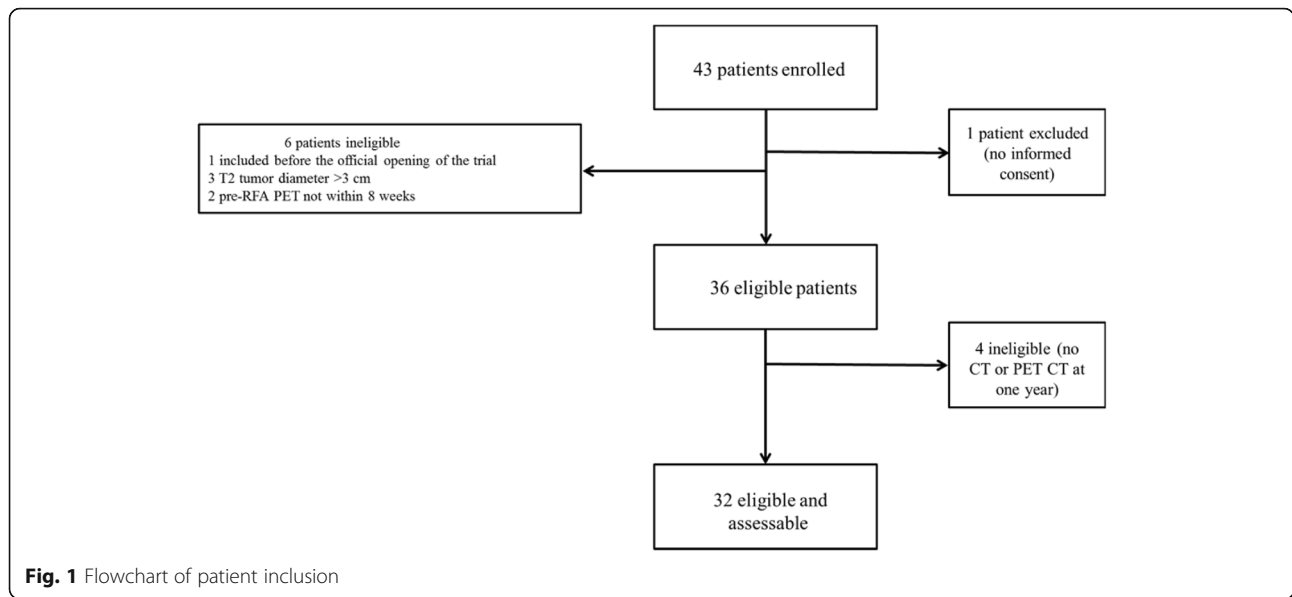 43 patients enrolled
6 patients ineligible
1 included before the official opening of the trial
3 T2 tumor diameter >3 cm
2 pre-RFA PET not within 8 weeks
1 patient excluded
(no informed
consent)
36 eligible patients
4 ineligible (no
CT or PET CT at
one year)
32 eligible and
assessable
Fig. 1 Flowchart of patient inclusion